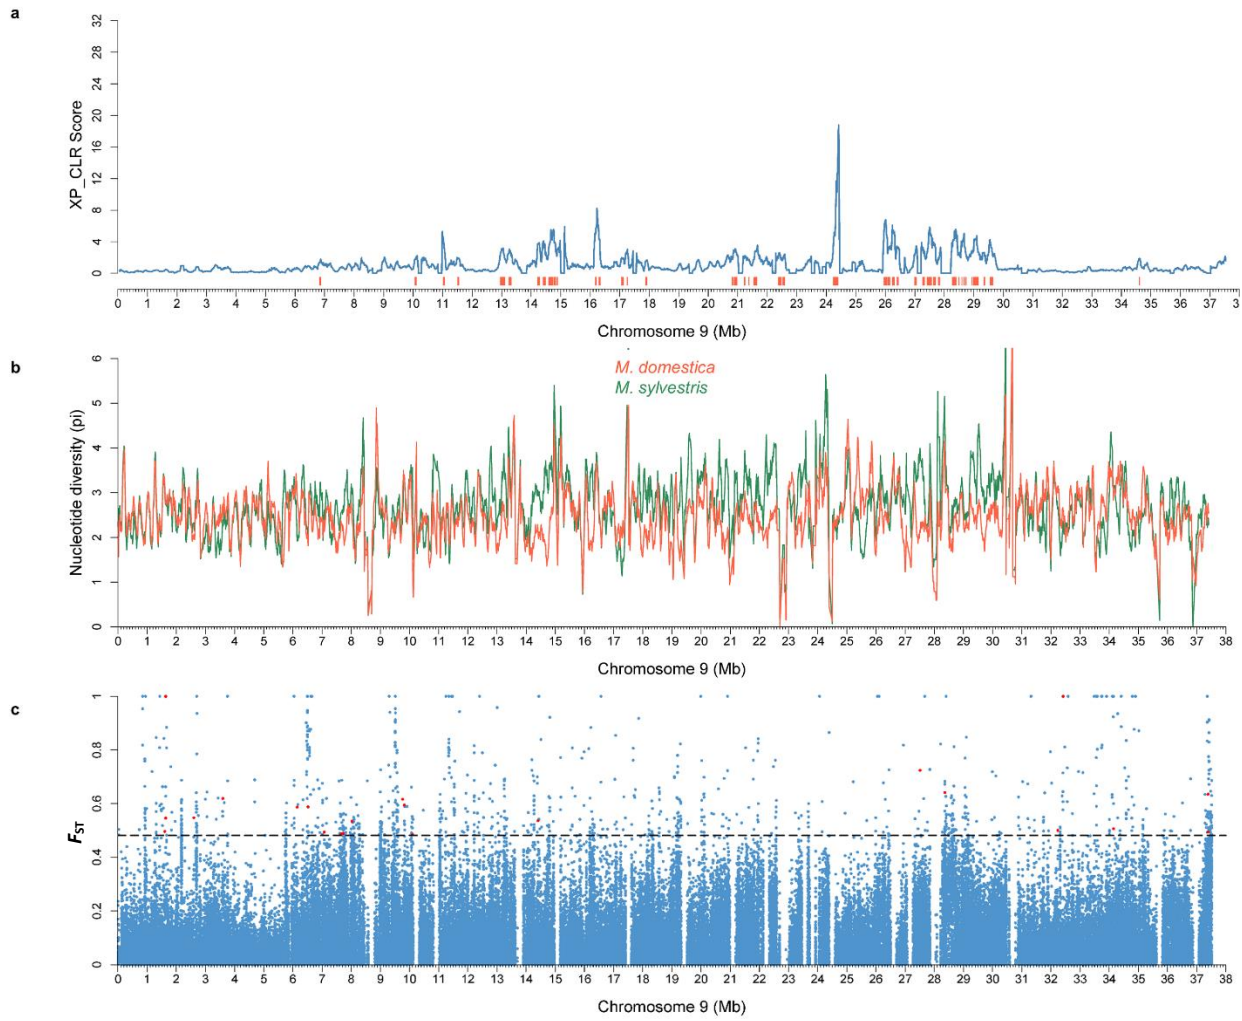 a
XP_CLR Score
32
28
24
20
16
12
8
4
0
0 1 2 3 4 5 6 7 8 9 10 11 12 13 14 15 16 17 18 19 20 21 22 23 24 25 26 27 28 29 30 31 32 33 34 35 36 37 38
Chromosome 9 (Mb)
b
Nucleotide diversity (pi)
M. domestica
M. sylvestris
6
5
4
3
2
1
0
0 1 2 3 4 5 6 7 8 9 10 11 12 13 14 15 16 17 18 19 20 21 22 23 24 25 26 27 28 29 30 31 32 33 34 35 36 37 38
Chromosome 9 (Mb)
c
FST
1
0.8
0.6
0.4
0.2
0
0 1 2 3 4 5 6 7 8 9 10 11 12 13 14 15 16 17 18 19 20 21 22 23 24 25 26 27 28 29 30 31 32 33 34 35 36 37 38
Chromosome 9 (Mb)